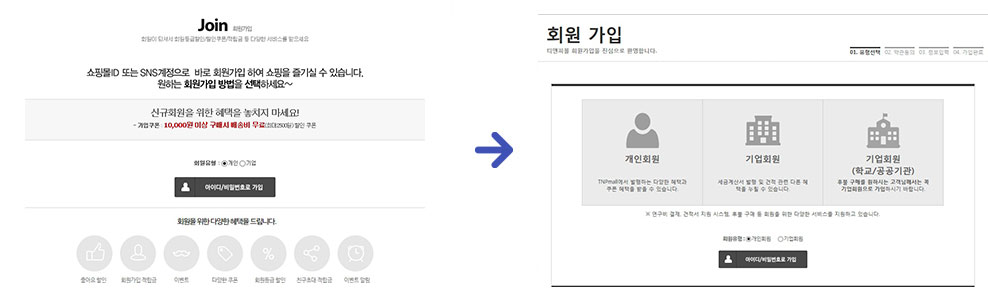 Join 회원가입
회원이 되셔서 회원등급할인/할인쿠폰/적립금 등 다양한 서비스를 받으세요
쇼핑몰ID 또는 SNS계정으로 바로 회원가입 하여 쇼핑을 즐기실 수 있습니다.
원하는 회원가입 방법을 선택하세요~
신규회원을 위한 혜택을 놓치지 마세요!
- 가입쿠폰 : 10,000원 이상 구매시 배송비 무료(최대2500원) 할인 쿠폰
회원유형 : 개인 기업
아이디/비밀번호로 가입
회원을 위한 다양한 혜택을 드립니다.
좋아요 할인 회원가입 적립금 이벤트 다양한 쿠폰 회원등급 할인 친구초대 적립금 이벤트 알림
회원 가입
티앤피몰 회원가입을 진심으로 환영합니다.
01. 유형선택 02. 약관동의 03. 정보입력 04. 가입완료
개인회원
TNPmall에서 발행하는 다양한 혜택과
쿠폰 혜택을 받을 수 있습니다.
기업회원
세금계산서 발행 및 견적 관련 다른 혜
택을 누릴 수 있습니다.
기업회원
(학교/공공기관)
후불 구매를 원하시는 고객님께서는 꼭
기업회원으로 가입하시기 바랍니다.
※ 연구비 결제, 견적서 지원 시스템, 후불 구매 등 회원을 위한 다양한 서비스를 지원하고 있습니다.
회원유형 : 개인회원 기업회원
아이디/비밀번호로 가입